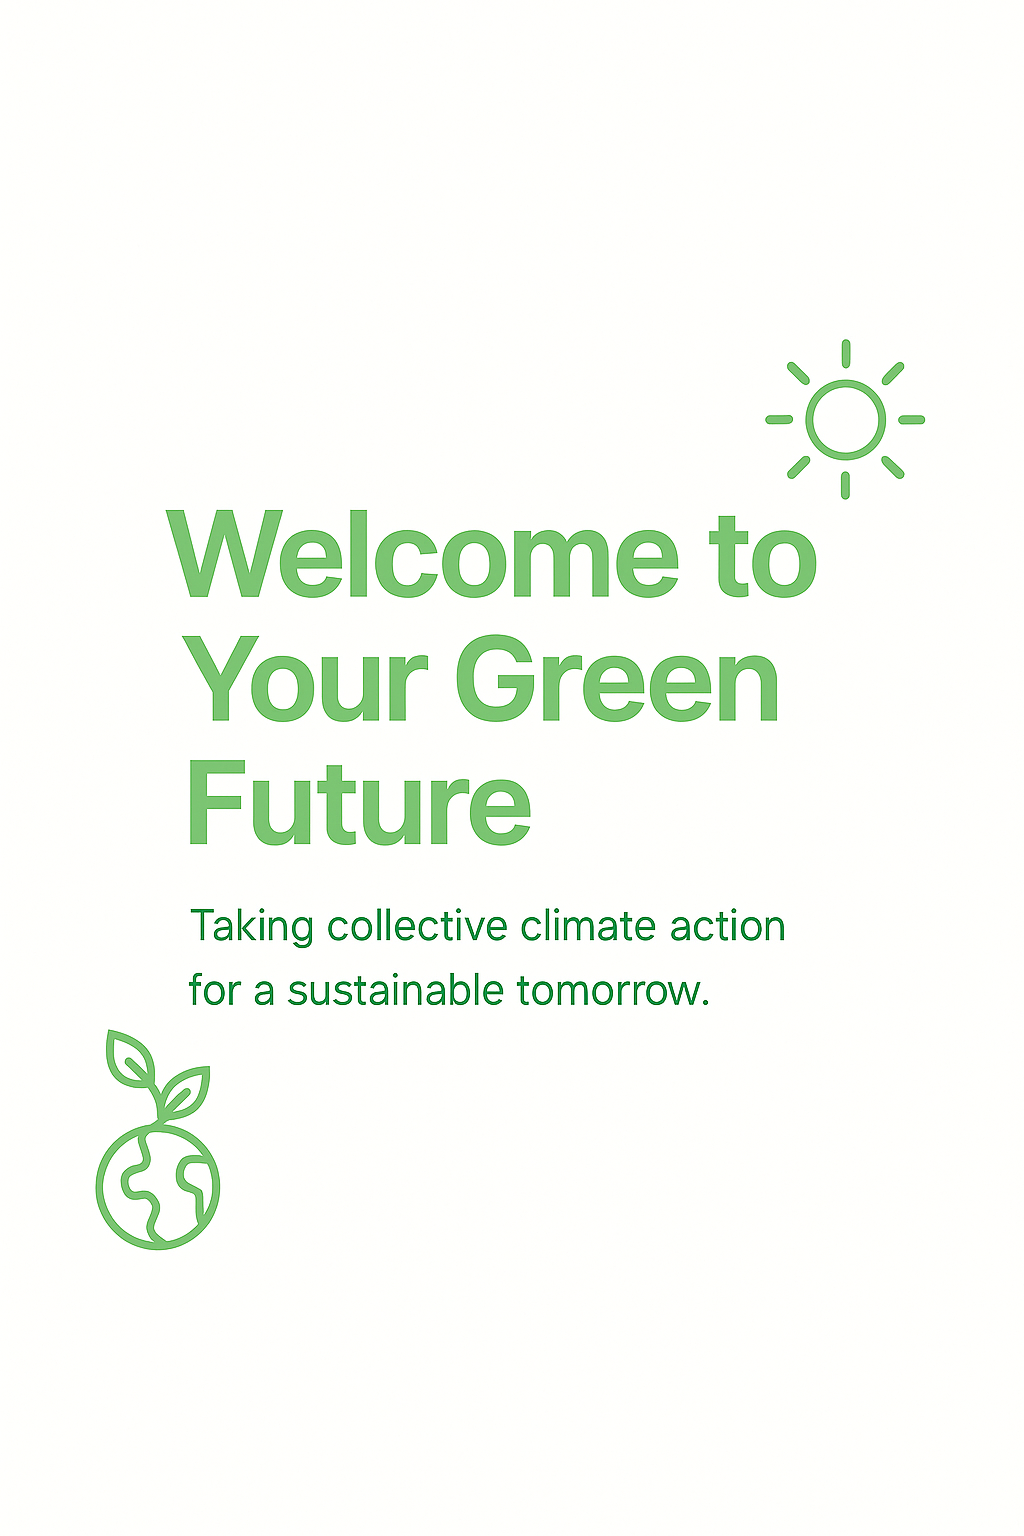 Welcome to
Your Green
Future
Taking collective climate action
for a sustainable tomorrow.